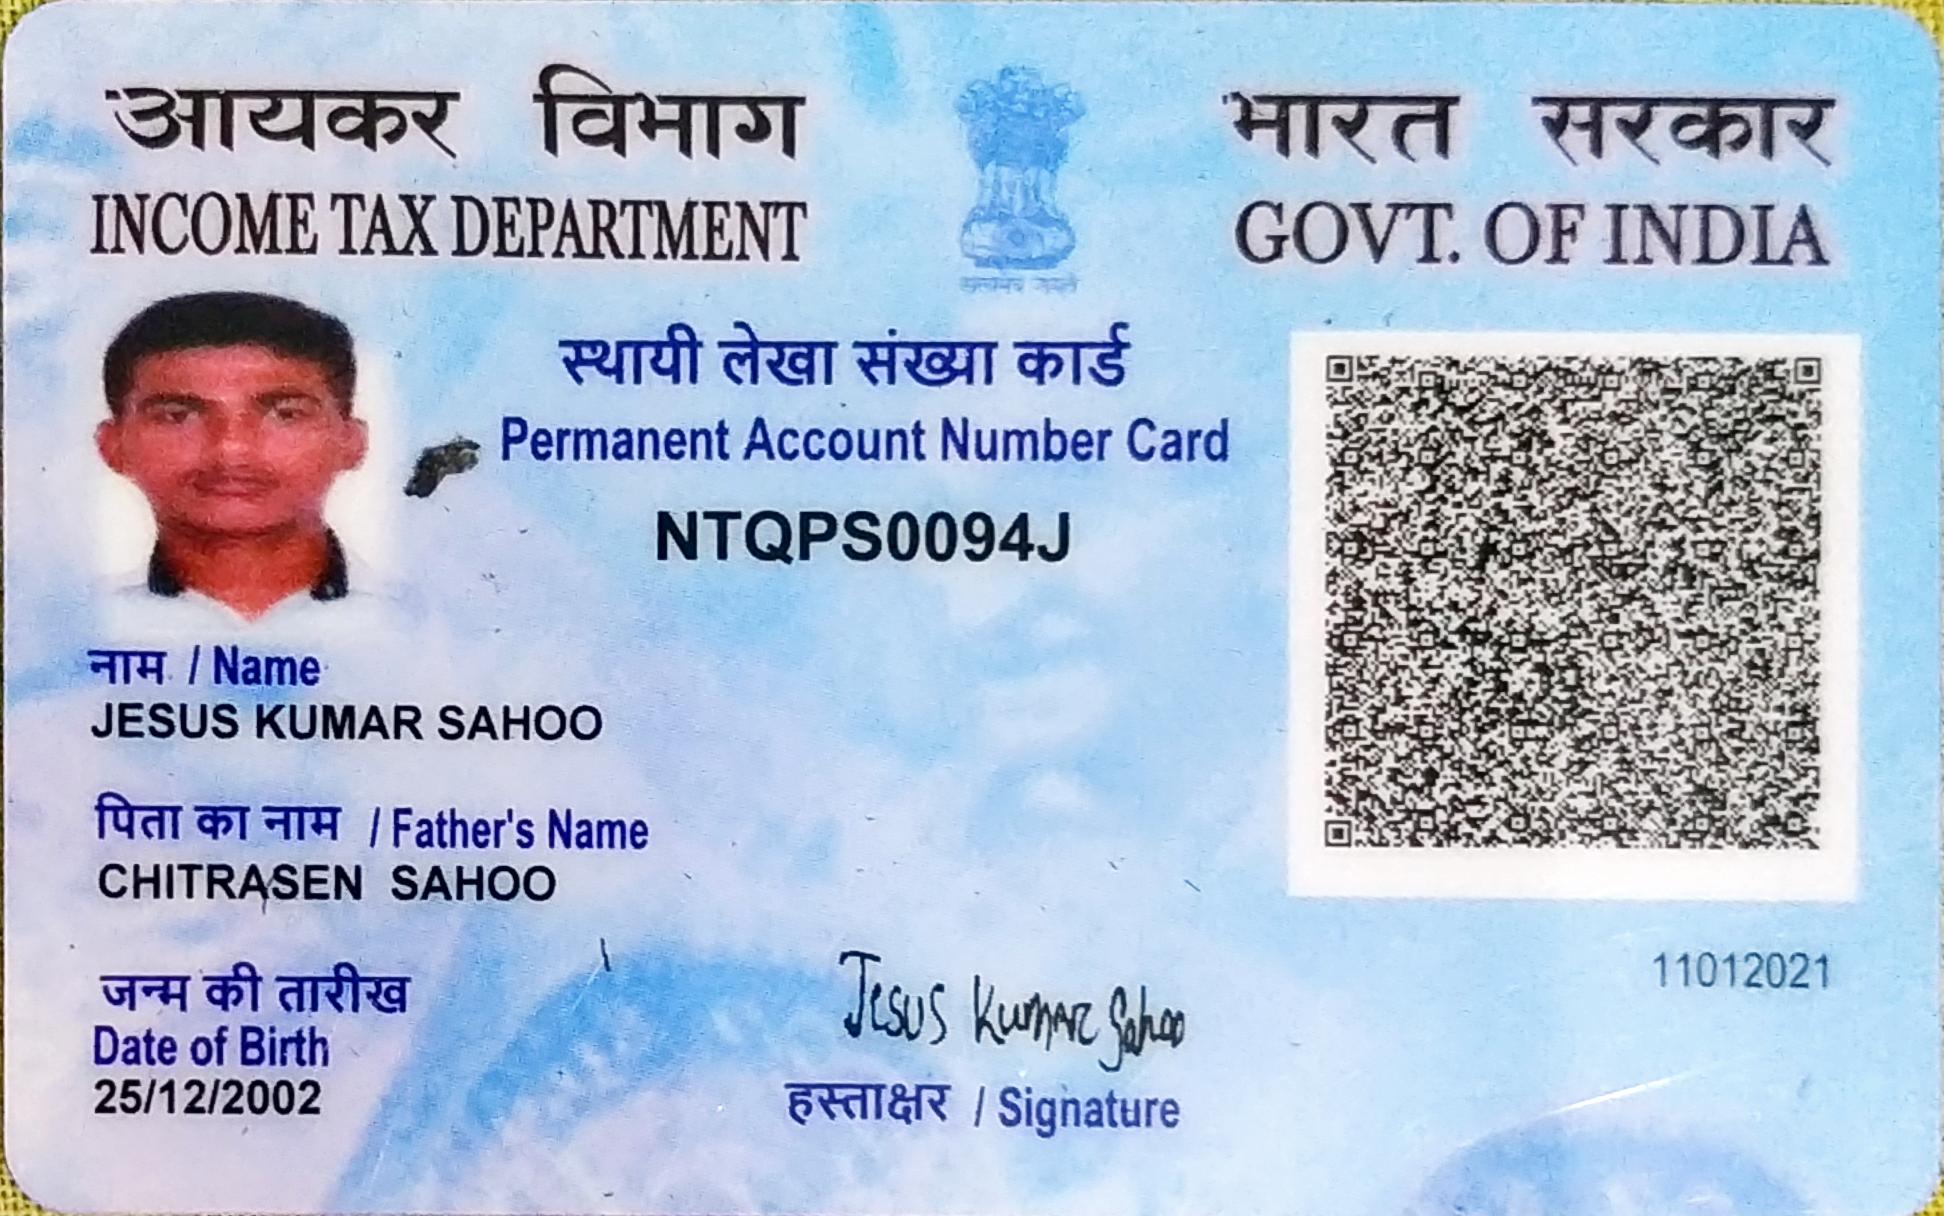 आयकर विभाग
INCOME TAX DEPARTMENT
भारत सरकार
GOVT. OF INDIA
सत्यमेव जयते
स्थायी लेखा संख्या कार्ड
Permanent Account Number Card
NTQPS0094J
नाम / Name
JESUS KUMAR SAHOO
पिता का नाम / Father's Name
CHITRASEN SAHOO
जन्म की तारीख
Date of Birth
25/12/2002
Jesus Kumar Sahoo
हस्ताक्षर / Signature
11012021